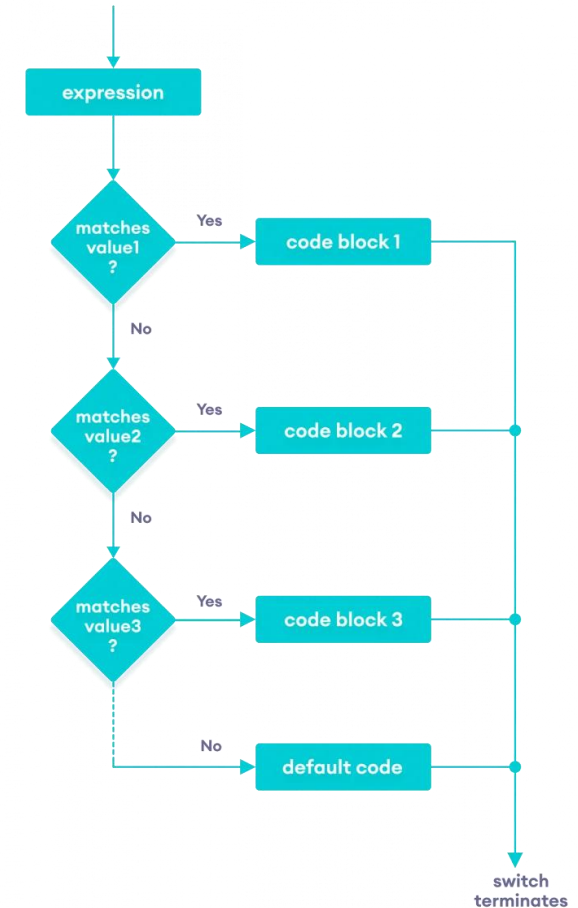 expression
matches
value1
?
Yes
code block 1
No
matches
value2
?
Yes
code block 2
No
matches
value3
?
Yes
code block 3
No
default code
switch
terminates